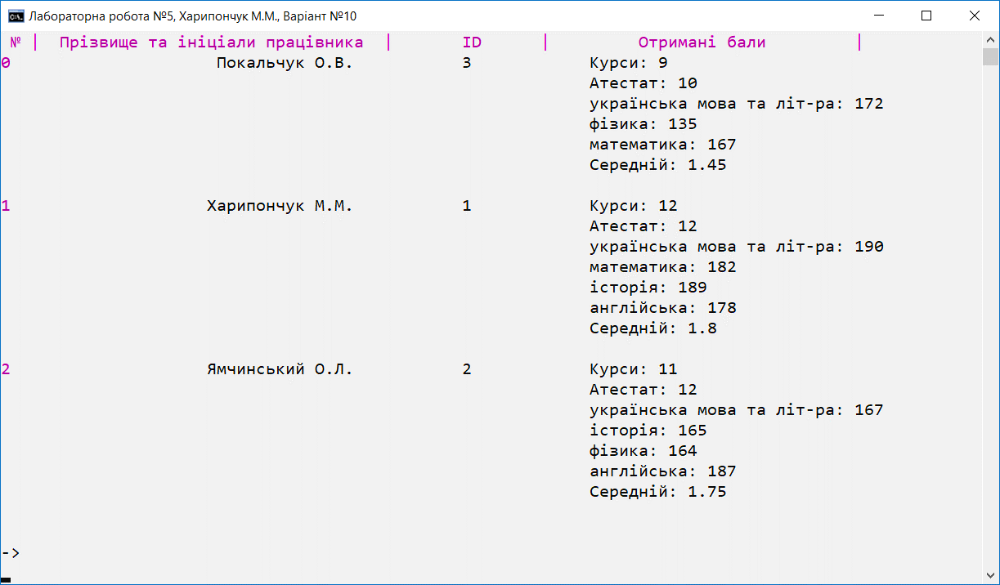 Лабораторна робота №5, Харипончук М.М., Варіант №10
№ | Прізвище та ініціали працівника | ID | Отримані бали |
0 Покальчук О.В. 3 Курси: 9
Атестат: 10
українська мова та літ-ра: 172
фізика: 135
математика: 167
Середній: 1.45
1 Харипончук М.М. 1 Курси: 12
Атестат: 12
українська мова та літ-ра: 190
математика: 182
історія: 189
англійська: 178
Середній: 1.8
2 Ямчинський О.Л. 2 Курси: 11
Атестат: 12
українська мова та літ-ра: 167
історія: 165
фізика: 164
англійська: 187
Середній: 1.75
->